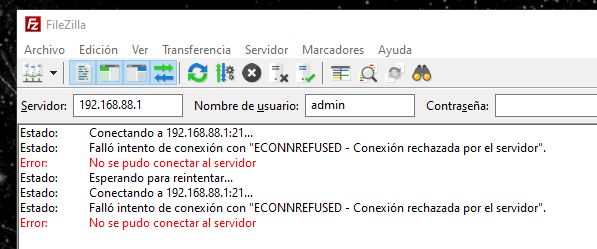 FileZilla
Archivo Edición Ver Transferencia Servidor Marcadores Ayuda
Servidor: 192.168.88.1 Nombre de usuario: admin Contraseña:
Estado: Conectando a 192.168.88.1:21...
Estado: Falló intento de conexión con "ECONNREFUSED - Conexión rechazada por el servidor".
Error: No se pudo conectar al servidor
Estado: Esperando para reintentar...
Estado: Conectando a 192.168.88.1:21...
Estado: Falló intento de conexión con "ECONNREFUSED - Conexión rechazada por el servidor".
Error: No se pudo conectar al servidor